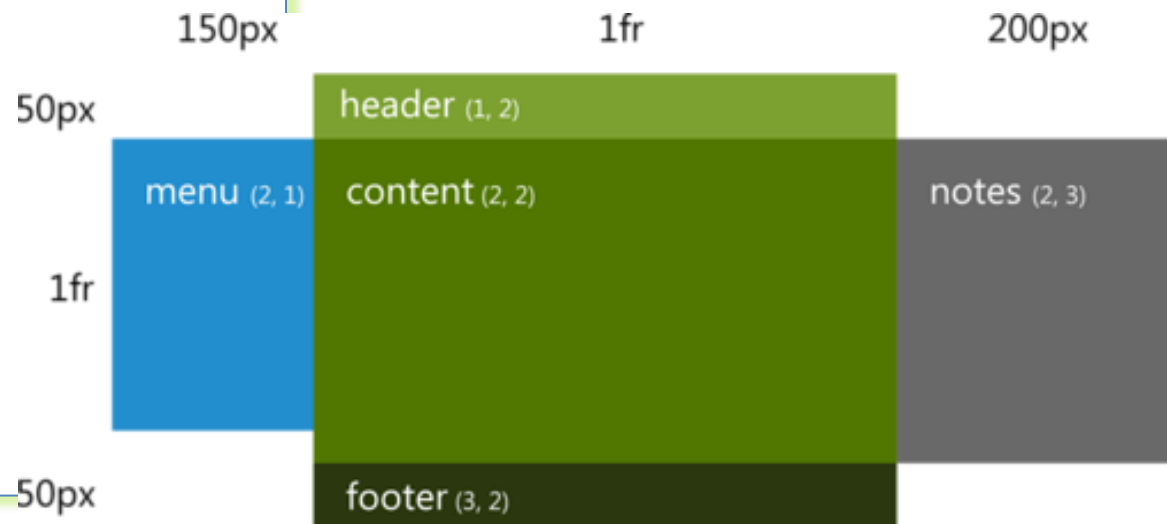 150px 1fr 200px
50px header (1, 2)
menu (2, 1) content (2, 2) notes (2, 3)
1fr
50px footer (3, 2)